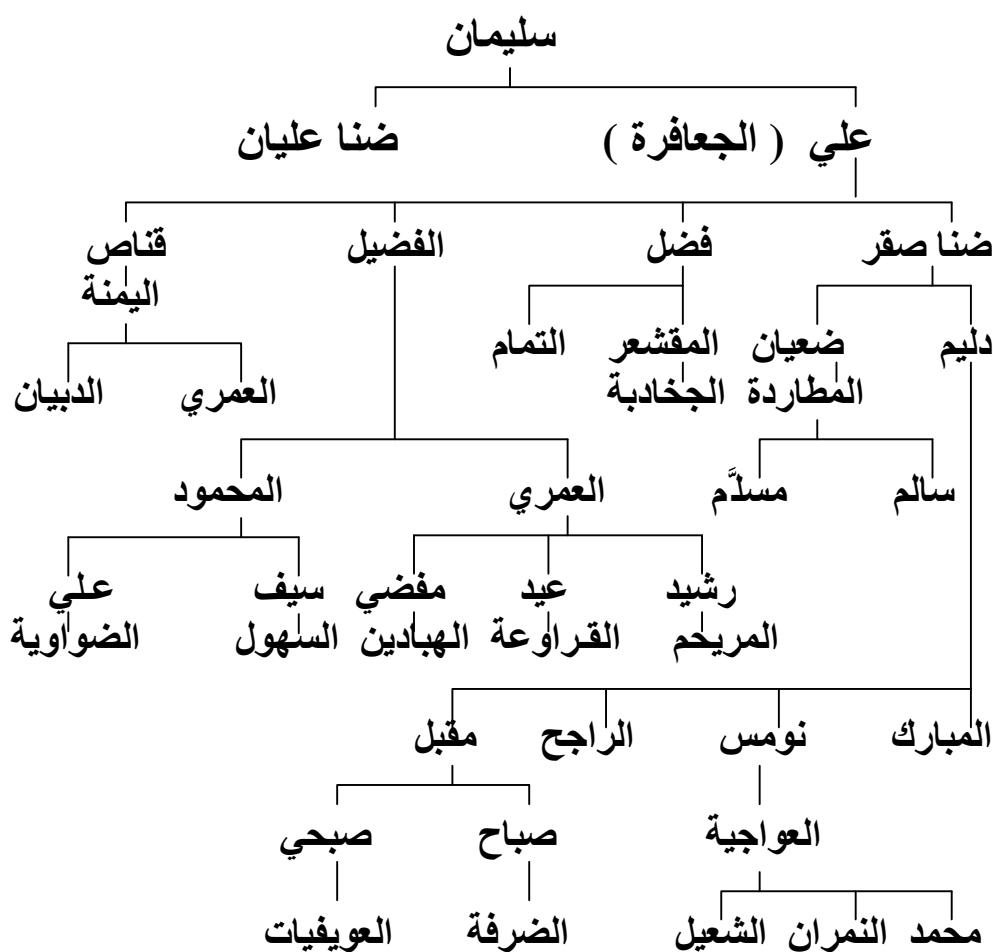 سليمان
علي ( الجعافرة ) ضنا عليان
ضنا صقر فضل الفضيل قناص
اليمنة
دليم ضعيان المقشعر التمام
المطاردة الجخادبة العمري الدبيان
سالم مسلَّم العمري المحمود
رشيد عيد مفضي سيف علي
المريخم القراوعة الهبادين السهول الضواوية
المبارك نومس الراجح مقبل
العواجية صباح صبحي
محمد النمران الشعيل الضرفة العويفيات